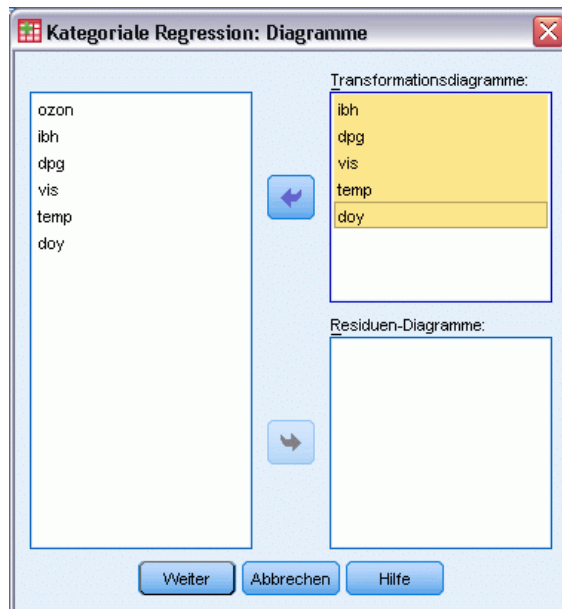 Kategoriale Regression: Diagramme
ozon
ibh
dpg
vis
temp
doy
Transformationsdiagramme:
ibh
dpg
vis
temp
doy
Residuen-Diagramme:
Weiter
Abbrechen
Hilfe